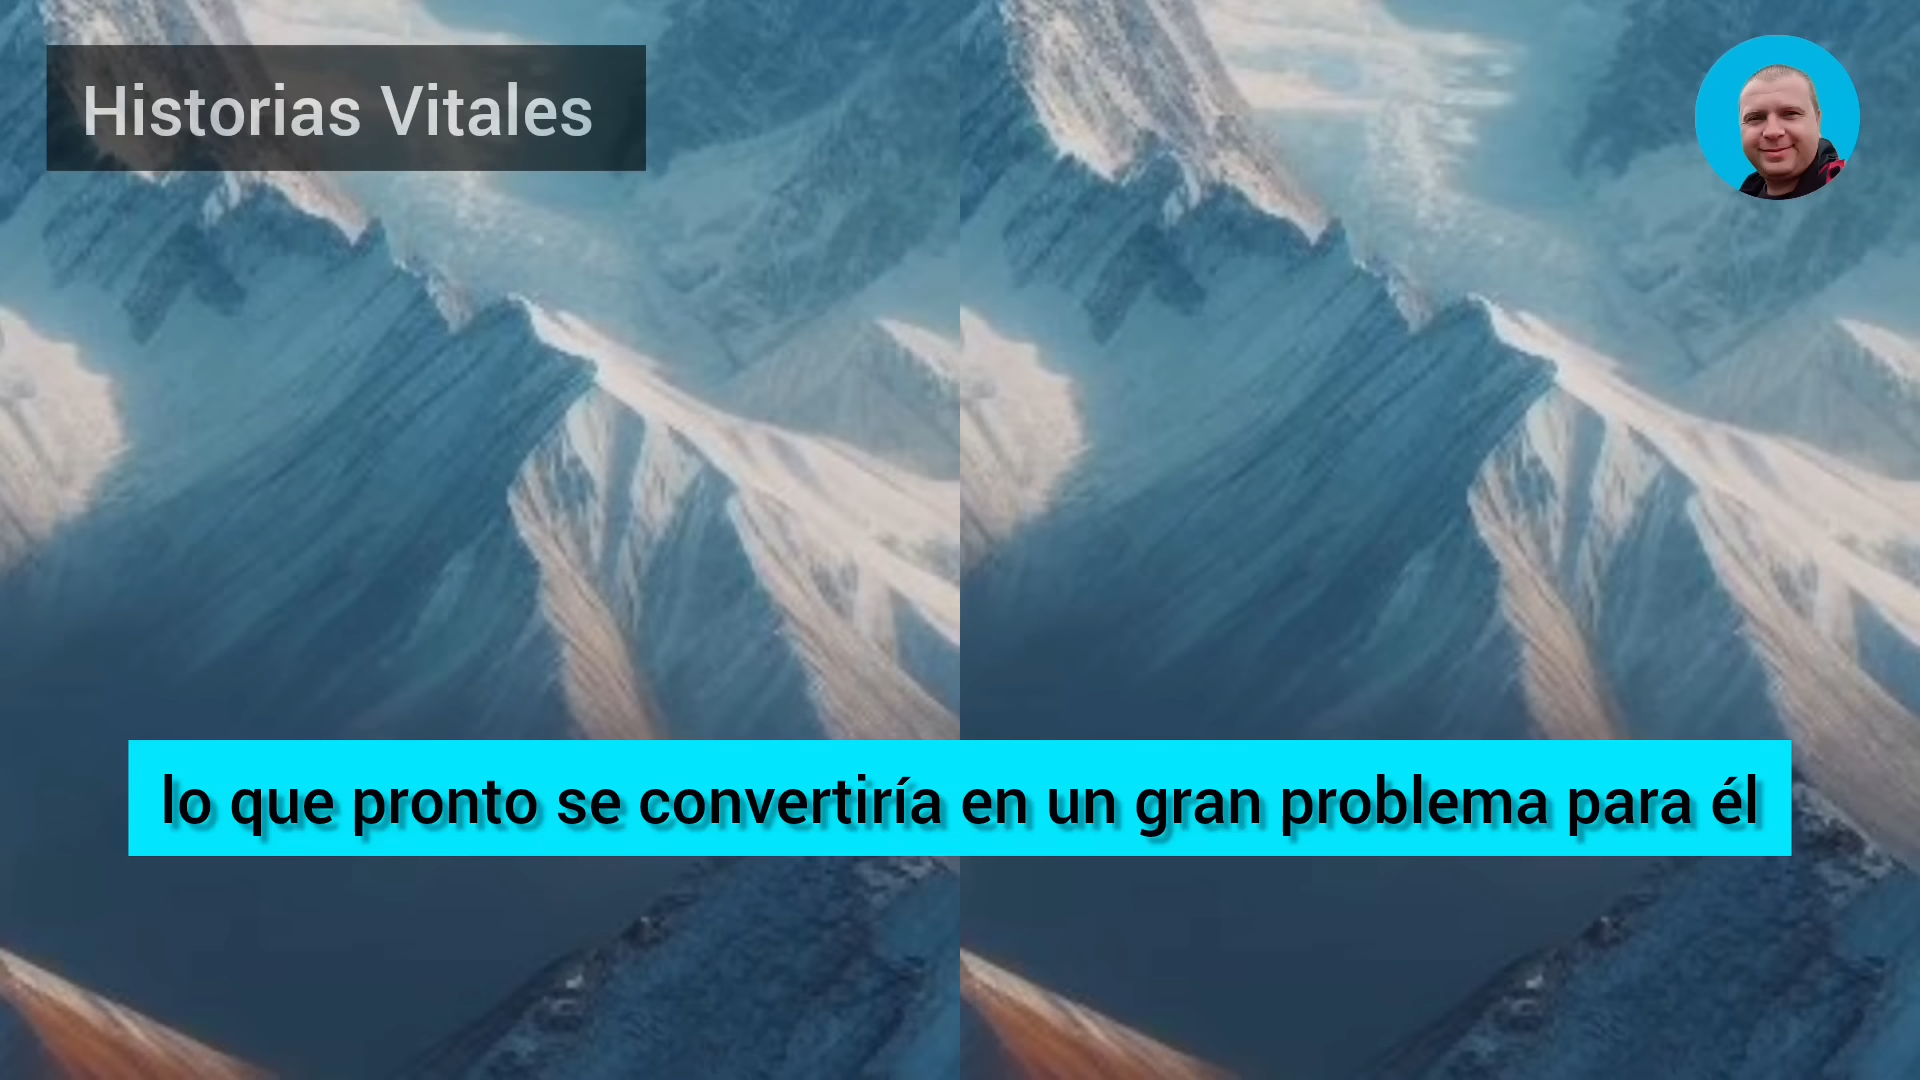 Historias Vitales
lo que pronto se convertiría en un gran problema para él